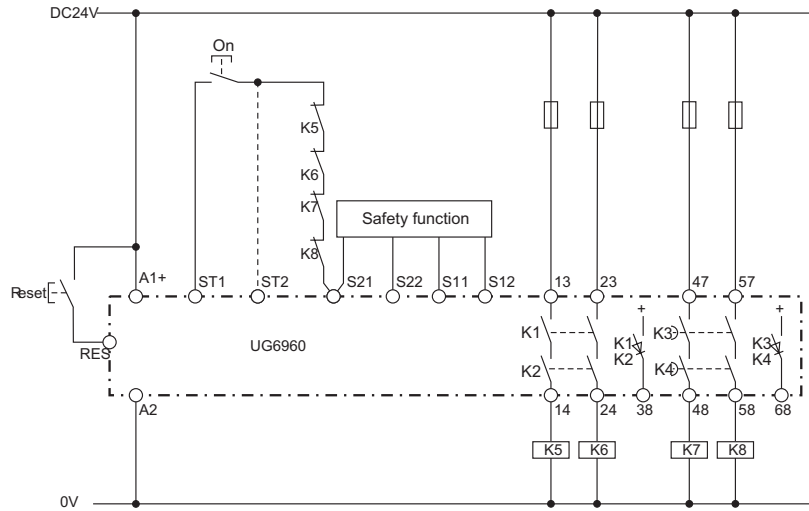 DC24V
On
K5
K6
K7
K8
Safety function
Reset
A1+ ST1 ST2 S21 S22 S11 S12 13 23 47 57
RES
UG6960
K1
K2
+
K1
K2
K3
K4
+
K3
K4
A2 14 24 38 48 58 68
K5 K6 K7 K8
0V